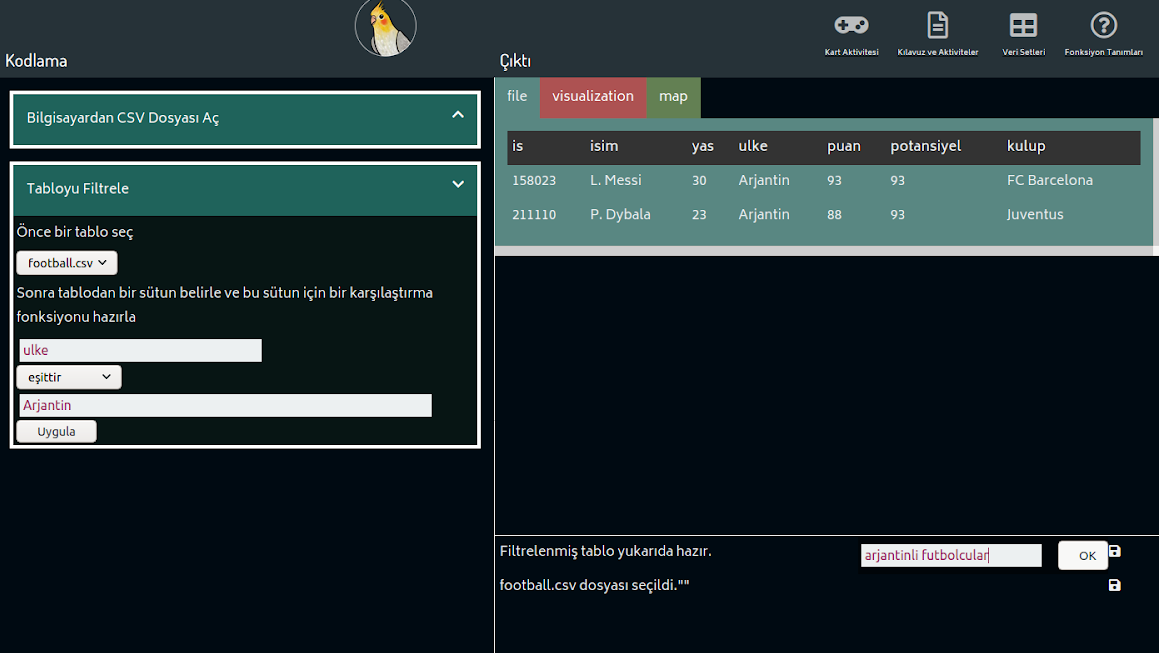 Kodlama
Çıktı
Kart Aktivitesi
Kılavuz ve Aktiviteler
Veri Setleri
Fonksiyon Tanımları
Bilgisayardan CSV Dosyası Aç
Tabloyu Filtrele
Önce bir tablo seç
football.csv
Sonra tablodan bir sütun belirle ve bu sütun için bir karşılaştırma
fonksiyonu hazırla
ulke
eşittir
Arjantin
Uygula
file visualization map
is isim yas ulke puan potansiyel kulup
158023 L. Messi 30 Arjantin 93 93 FC Barcelona
211110 P. Dybala 23 Arjantin 88 93 Juventus
Filtrelenmiş tablo yukarıda hazır. arjantinli futbolcular OK
football.csv dosyası seçildi.""